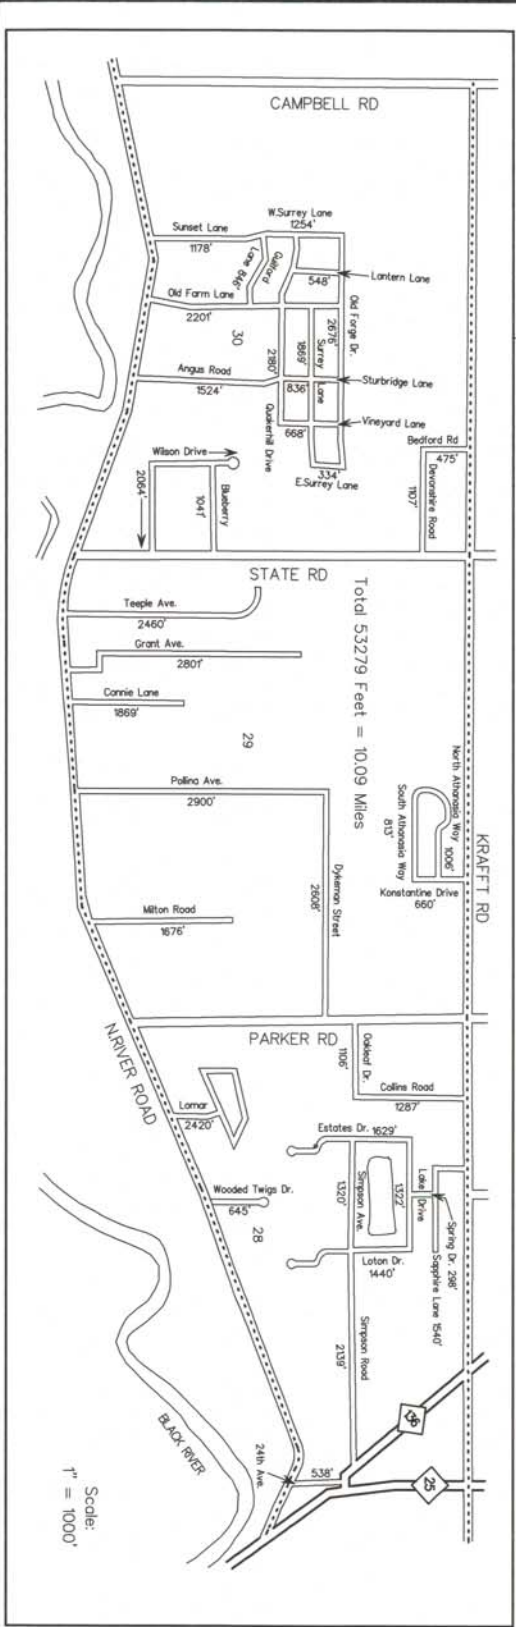 CAMPBELL RD
W.Surrey Lane
1254'
Sunset Lane
1178'
Guilford
Lane 846'
Lantern Lane
548'
Old Farm Lane
2201'
Old Forge Dr.
2676'
30
1869'
Surrey
Lane
2180'
Angus Road
1524'
836'
Sturbridge Lane
Quakerhill Drive
Vineyard Lane
668'
Bedford Rd
475'
Wilson Drive
334'
E.Surrey Lane
Devonshire Road
1107'
2064'
1041'
Blueberry
STATE RD
Teeple Ave.
2460'
Total 53279 Feet = 10.09 Miles
Grant Ave.
2801'
Connie Lane
1869'
29
North Athanasia Way
1006'
South Athanasia Way
813'
Pollina Ave.
2900'
KRAFFT RD
Konstantine Drive
660'
Dykeman Street
2608'
Milton Road
1676'
N.RIVER ROAD
PARKER RD
Oakleaf Dr.
1106'
Collins Road
1287'
Lomar
2420'
Estates Dr. 1629'
Wooded Twigs Dr.
645'
Simpson Ave.
1320'
1322'
Lake Drive
Spring Dr. 298'
Sapphire Lane 1540'
28
Loton Dr.
1440'
Simpson Road
2139'
136
25
24th Ave.
538'
BLACK RIVER
Scale:
1" = 1000'